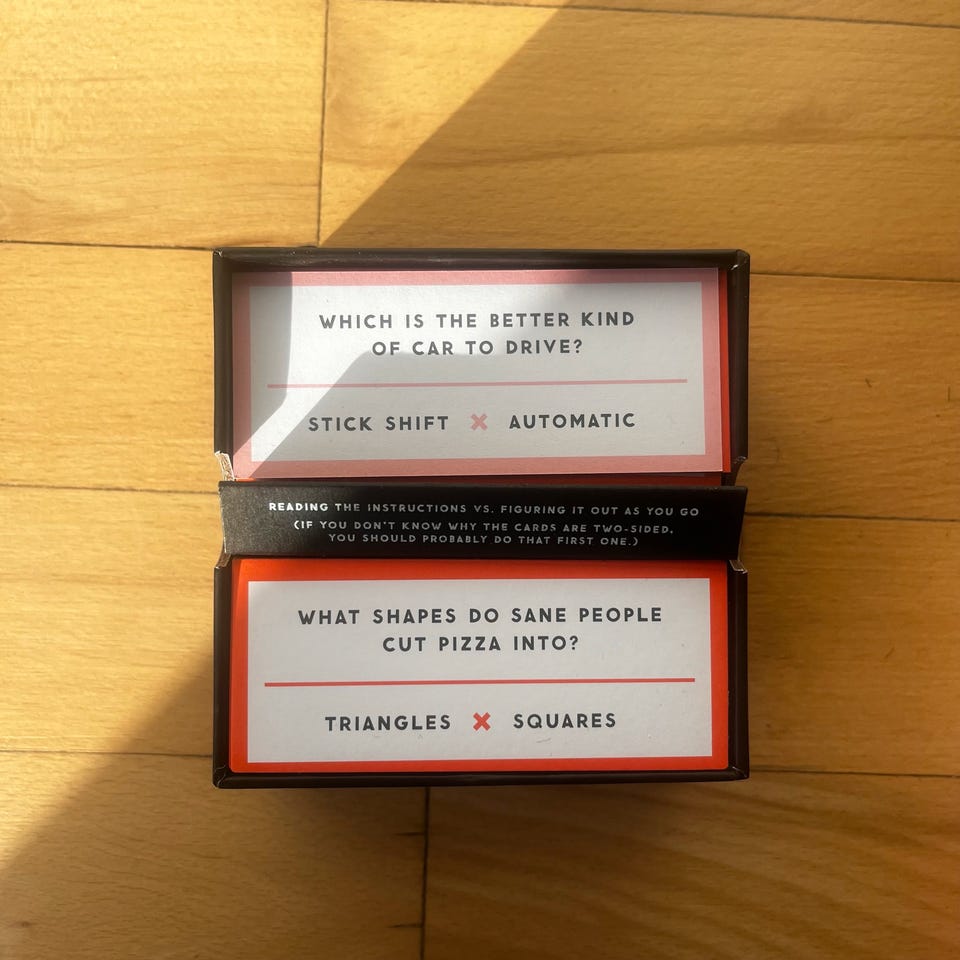 WHICH IS THE BETTER KIND
OF CAR TO DRIVE?
STICK SHIFT × AUTOMATIC
READING THE INSTRUCTIONS VS. FIGURING IT OUT AS YOU GO
(IF YOU DON'T KNOW WHY THE CARDS ARE TWO-SIDED,
YOU SHOULD PROBABLY DO THAT FIRST ONE.)
WHAT SHAPES DO SANE PEOPLE
CUT PIZZA INTO?
TRIANGLES × SQUARES